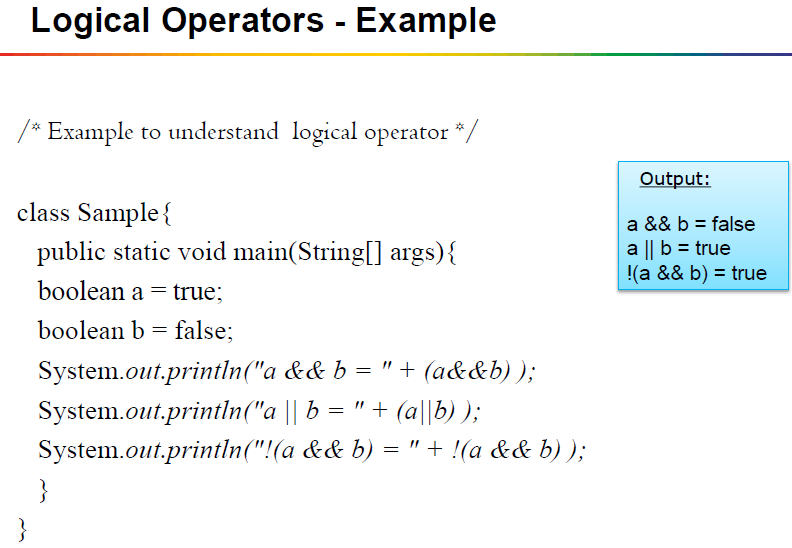 Logical Operators - Example
/* Example to understand  logical operator */
class Sample{
public static void main(String[] args){
boolean a = true;
boolean b = false;
System.out.println("a && b = " + (a&&b) );
System.out.println("a || b = " + (a||b) );
System.out.println("!(a && b) = " + !(a && b) );
}
}
Output:
a && b = false
a || b = true
!(a && b) = true